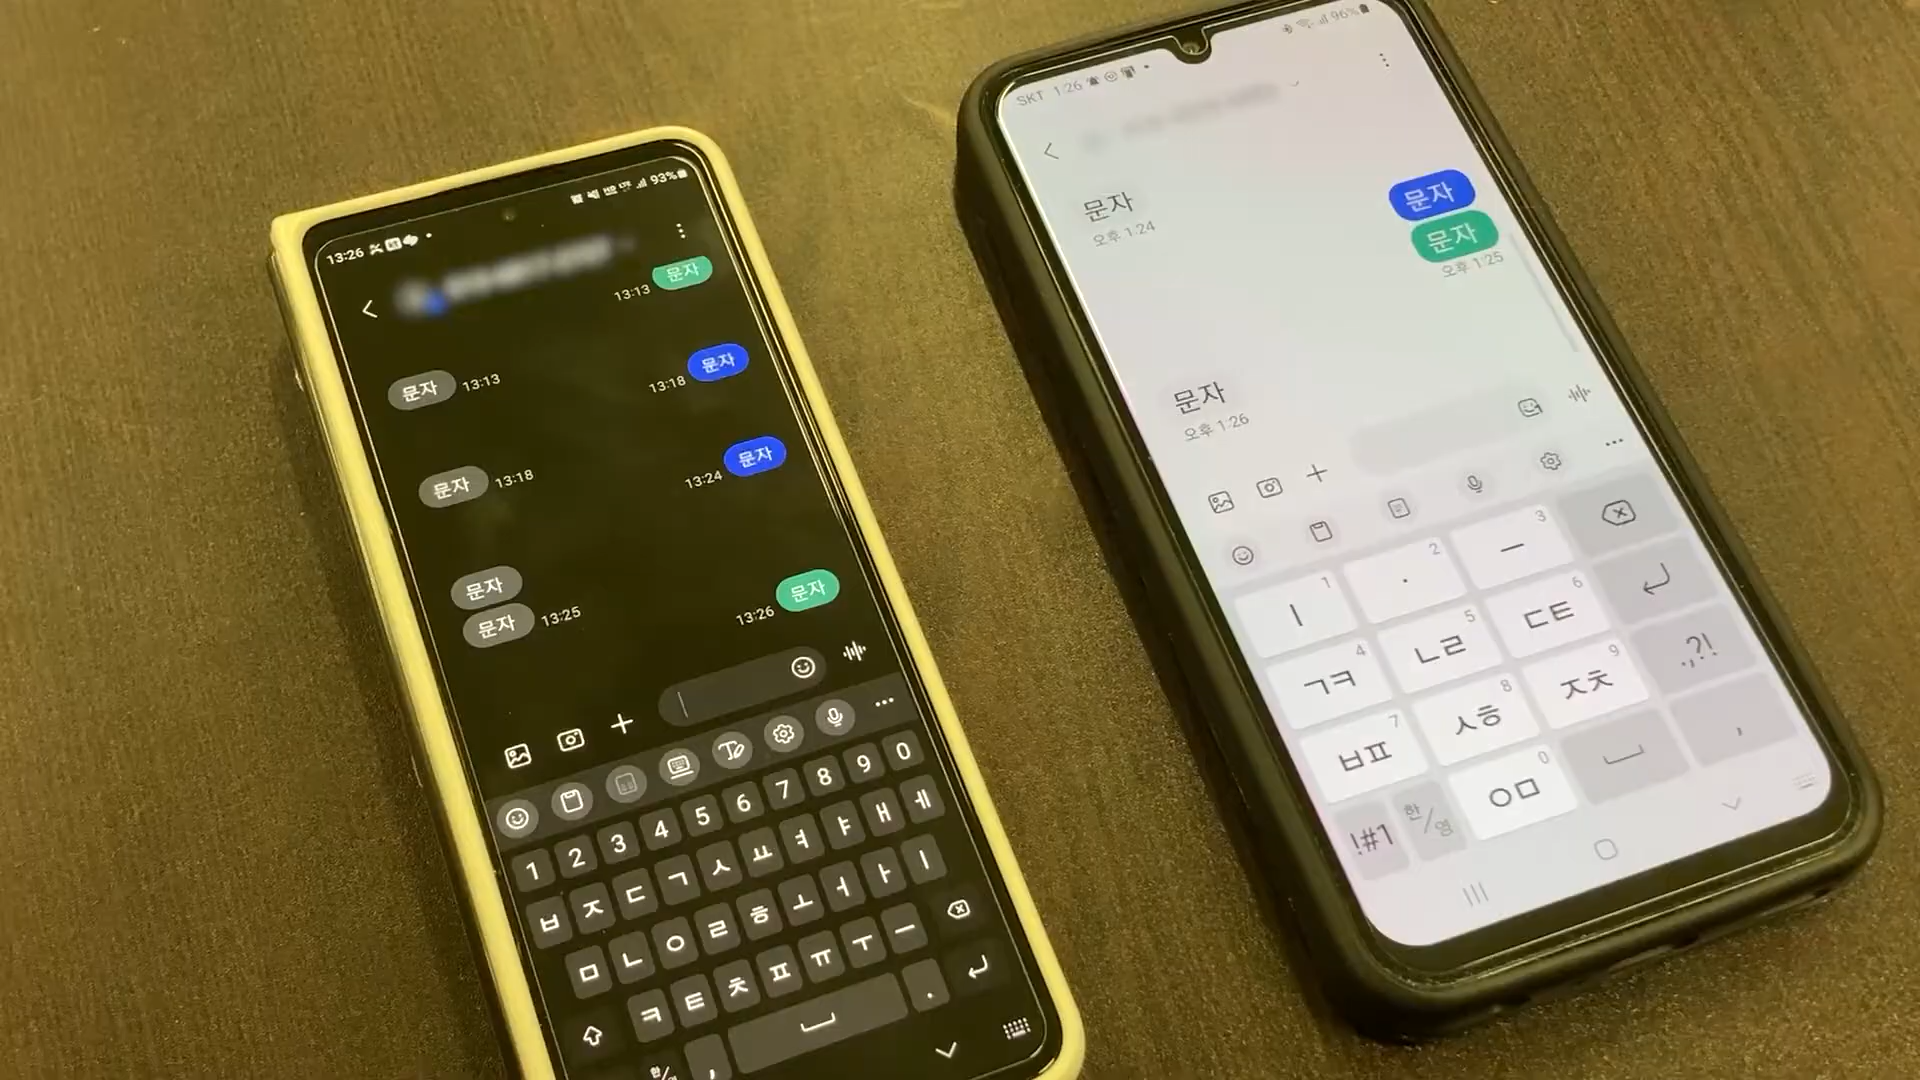 13:26
93%
문자
13:13
문자 13:13
문자
13:18
문자 13:18
문자
13:24
문자
문자 13:25
문자
13:26
1 2 3 4 5 6 7 8 9 0
ㅂ ㅈ ㄷ ㄱ ㅅ ㅛ ㅕ ㅑ ㅐ ㅔ
ㅁ ㄴ ㅇ ㄹ ㅎ ㅗ ㅓ ㅏ ㅣ
ㅋ ㅌ ㅊ ㅍ ㅠ ㅜ ㅡ
한/영 , .
SKT 1:26
96%
문자
오후 1:24
문자
문자
오후 1:25
문자
오후 1:26
ㅣ 1 · 2 ㅡ 3
ㄱㅋ 4 ㄴㄹ 5 ㄷㅌ 6
ㅂㅍ 7 ㅅㅎ 8 ㅈㅊ 9 .,?!
!#1 한/영 ㅇㅁ 0 ,